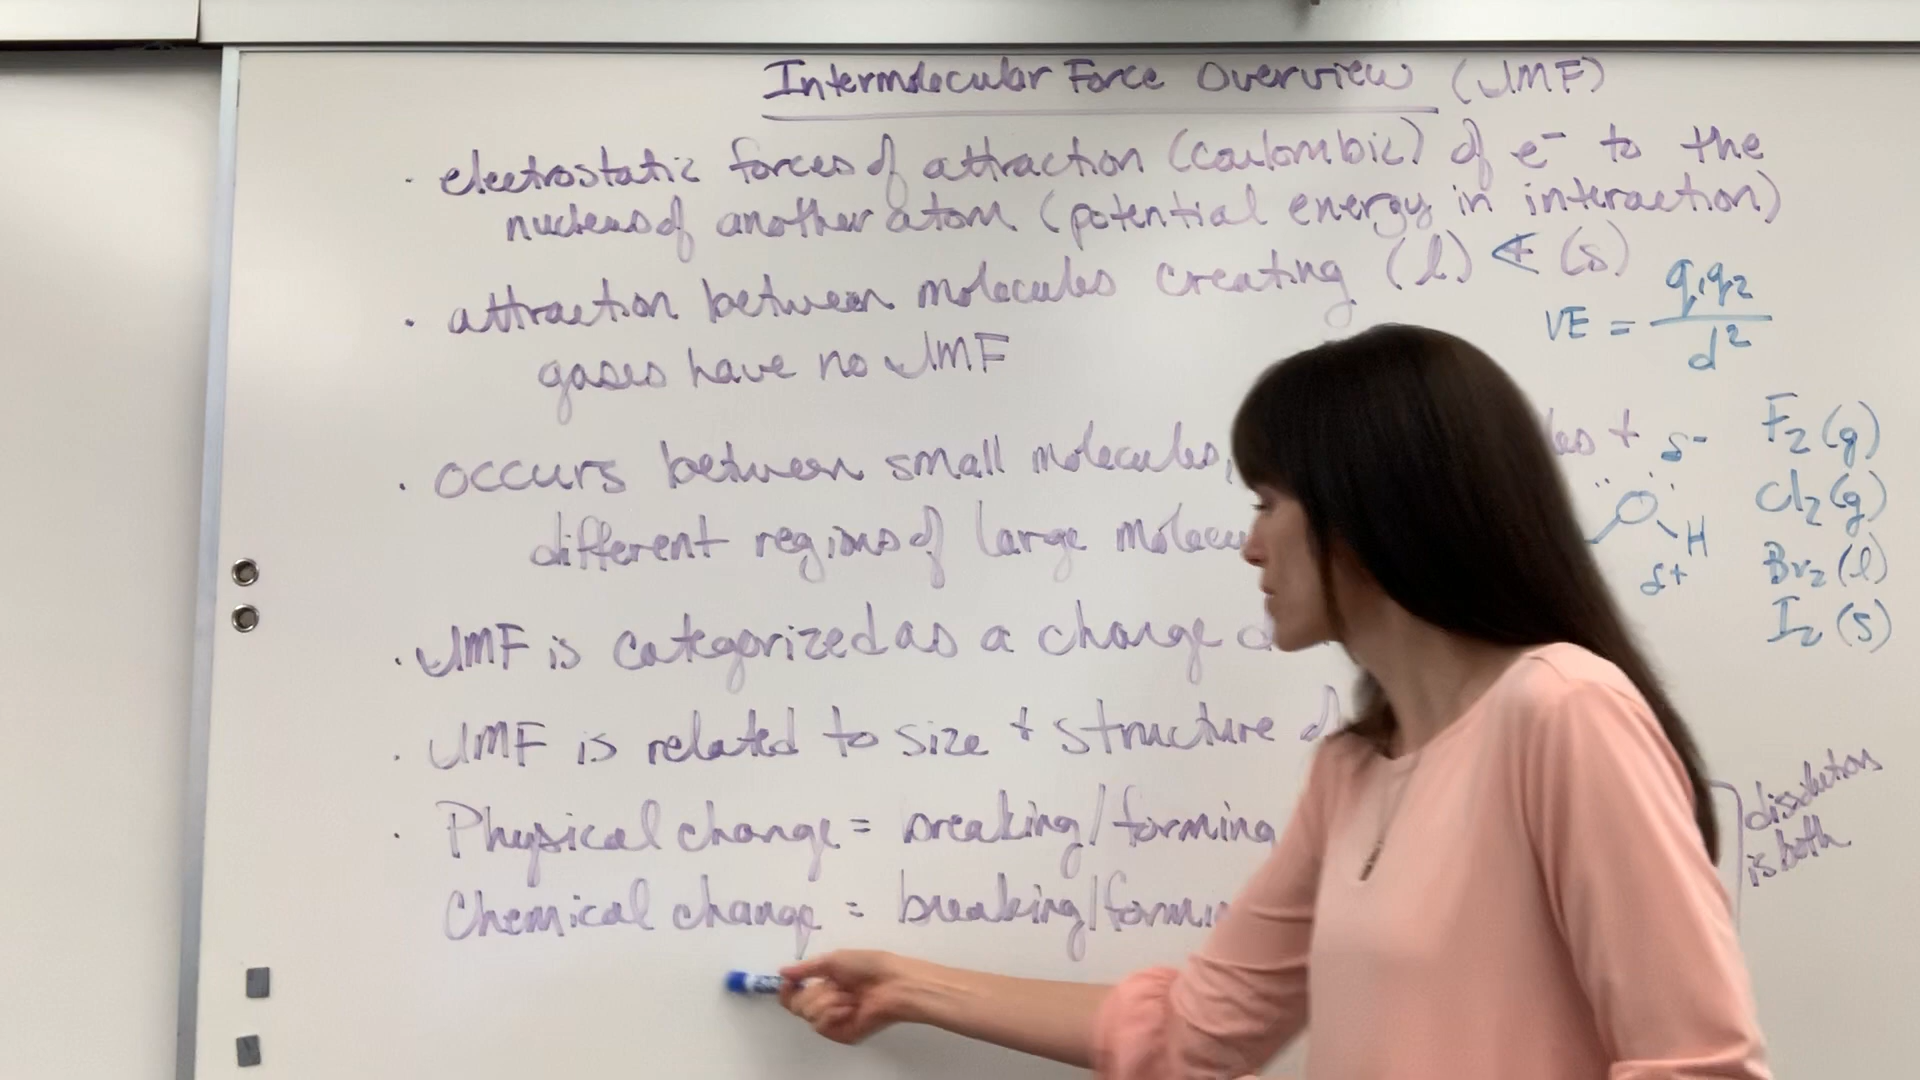 Intermolecular Force Overview (IMF)
• electrostatic forces of attraction (coulombic) of e⁻ to the
nucleus of another atom (potential energy in interaction)
• attraction between molecules creating (l) + (s)
gases have no IMF
VE = q₁q₂
d²
• occurs between small molecules,
different regions of large
• IMF is categorized as a change
• IMF is related to size + structure of
• Physical change = breaking/forming
Chemical change = breaking/
δ⁻
O
H
δ+
F₂ (g)
Cl₂ (g)
Br₂ (l)
I₂ (s)
dissolution
is both